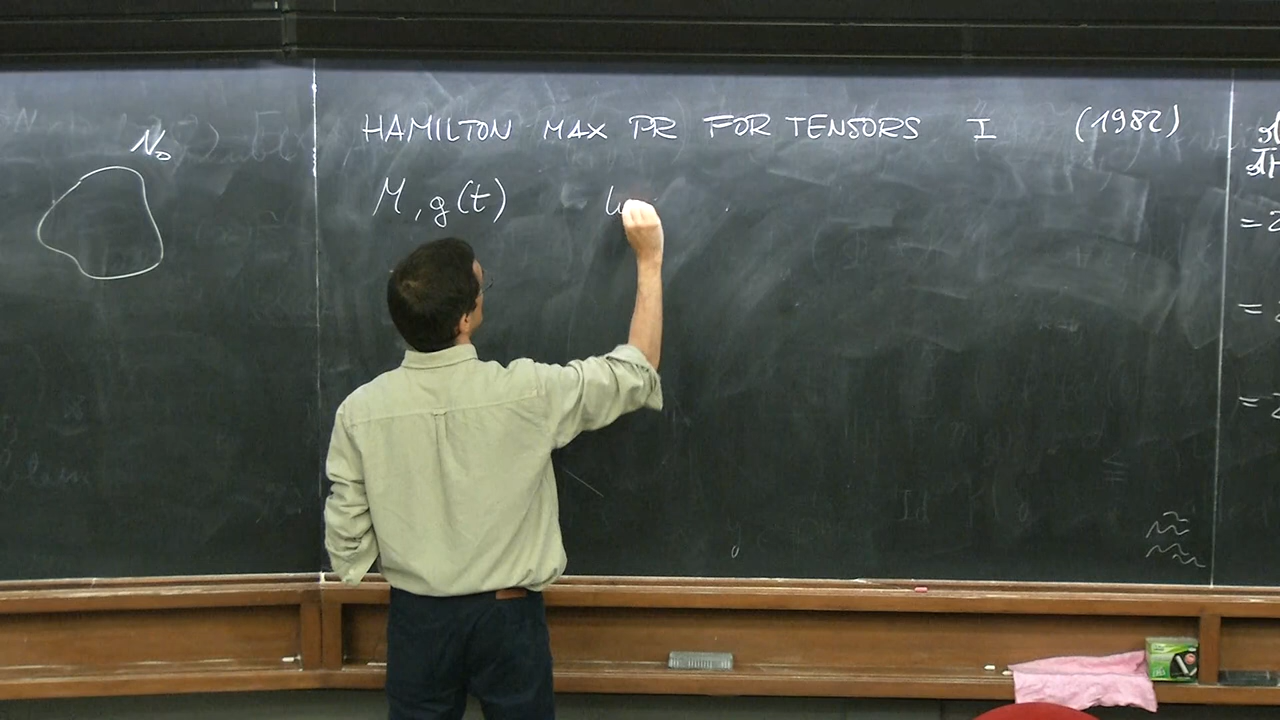 N₀
HAMILTON MAX PR FOR TENSORS I (1982)
M, g(t)